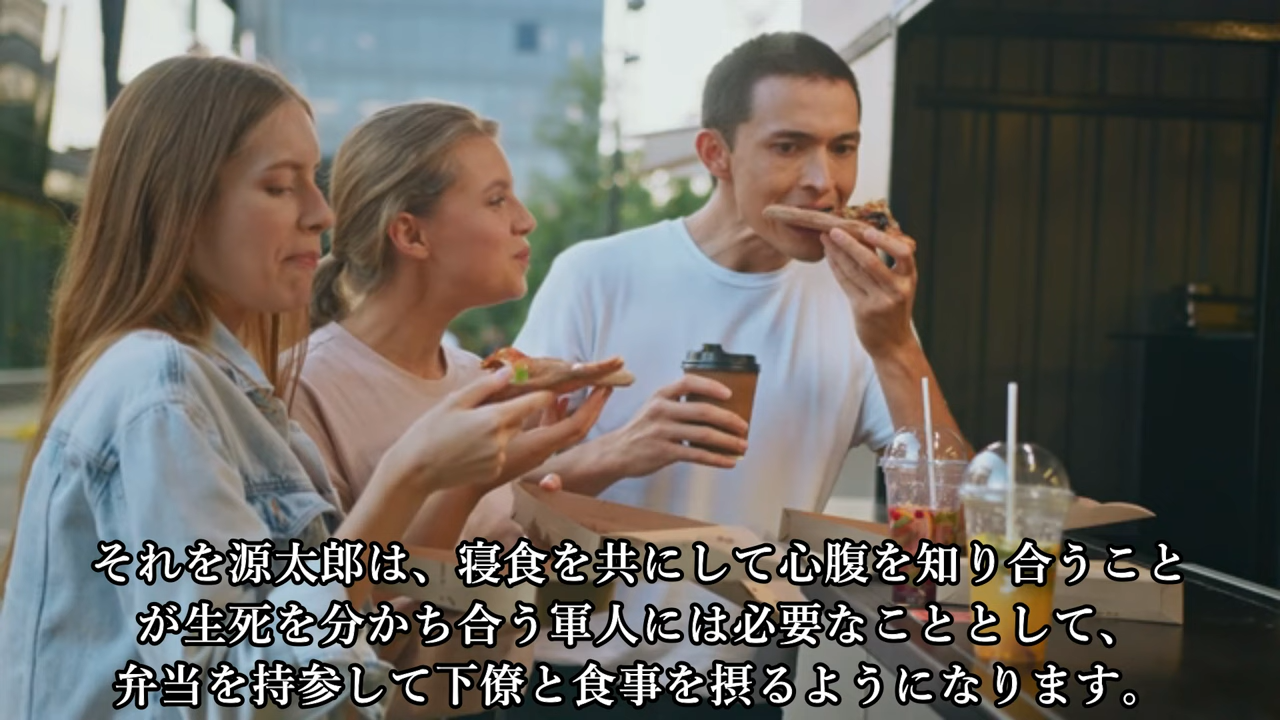 それを源太郎は、寝食を共にして心腹を知り合うこと
が生死を分かち合う軍人には必要なこととして、
弁当を持参して下僚と食事を摂るようになります。